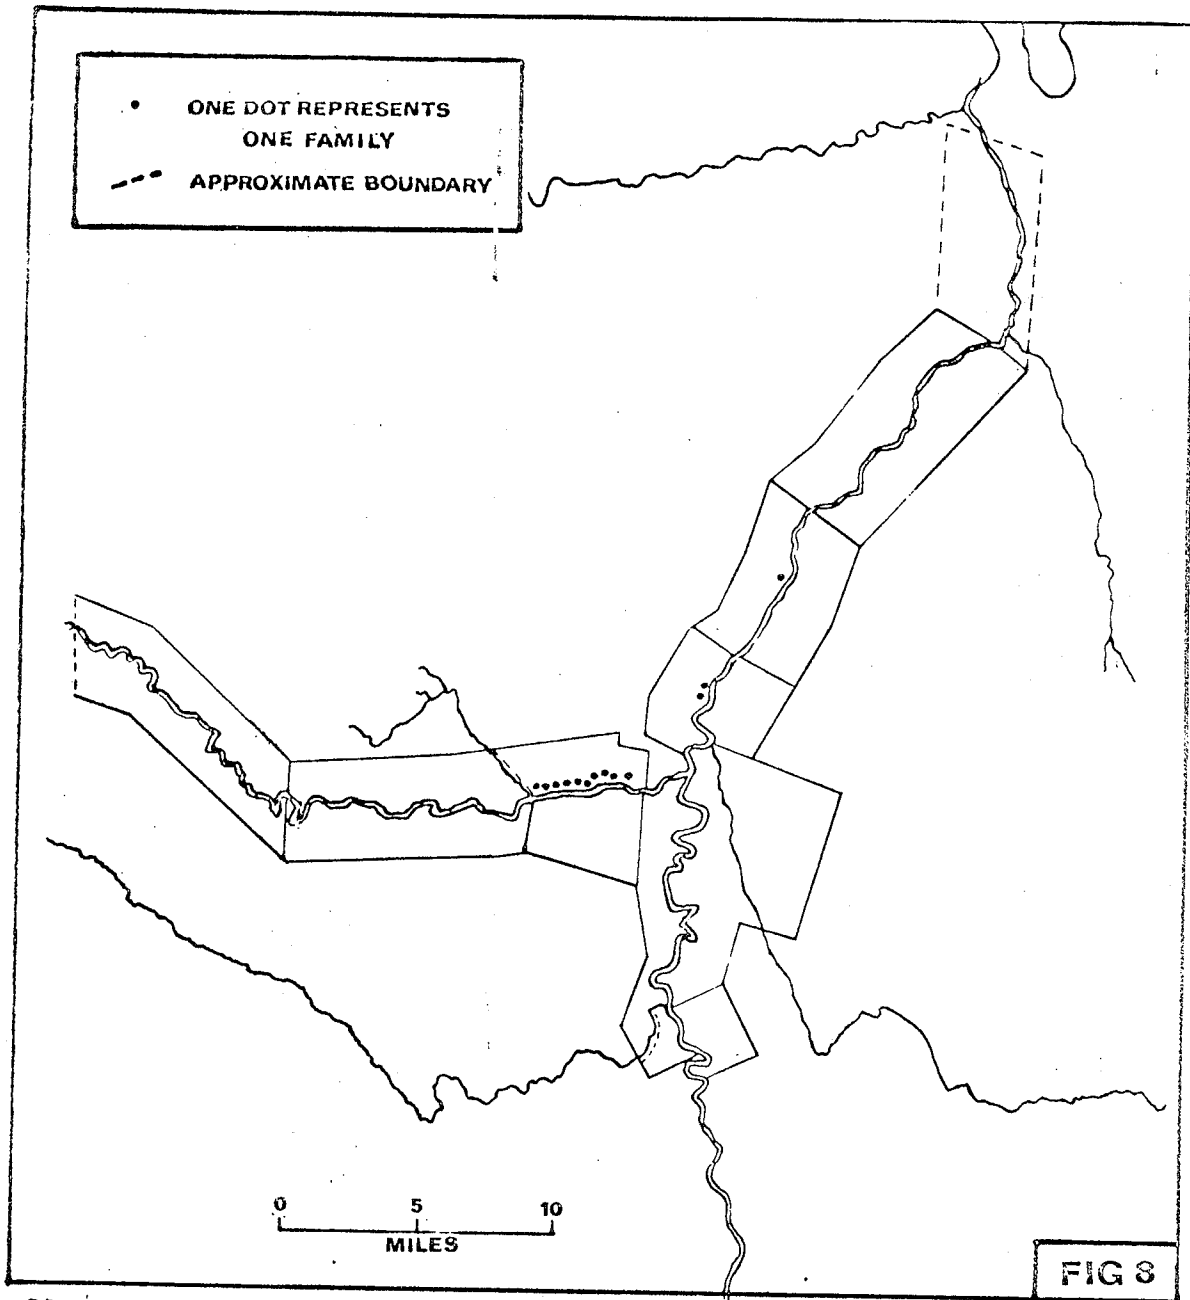 ONE DOT REPRESENTS
ONE FAMILY
APPROXIMATE BOUNDARY
0 5 10
MILES
FIG 8